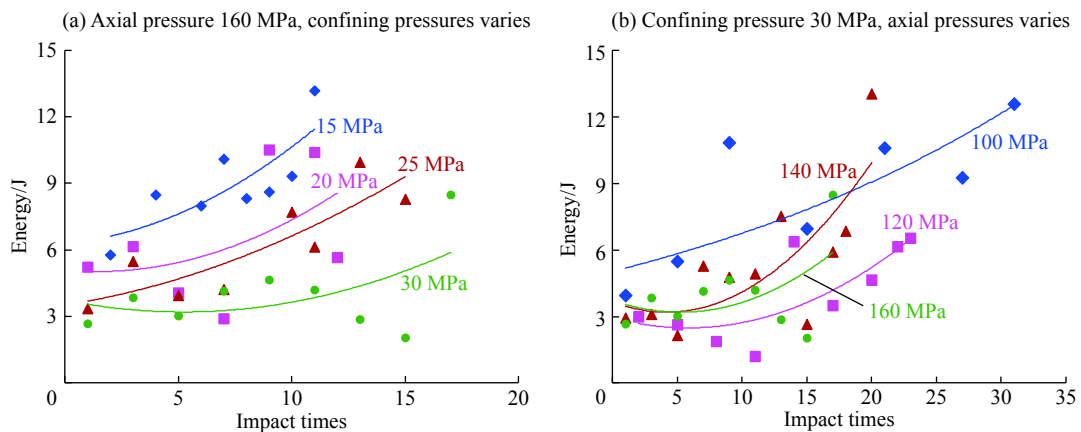 (a) Axial pressure 160 MPa, confining pressures varies
15
12
9
6
3
0
Energy/J
5
10
15
20
Impact times
15 MPa
25 MPa
20 MPa
30 MPa
(b) Confining pressure 30 MPa, axial pressures varies
15
12
9
6
3
0
Energy/J
5
10
15
20
25
30
35
Impact times
100 MPa
140 MPa
120 MPa
160 MPa